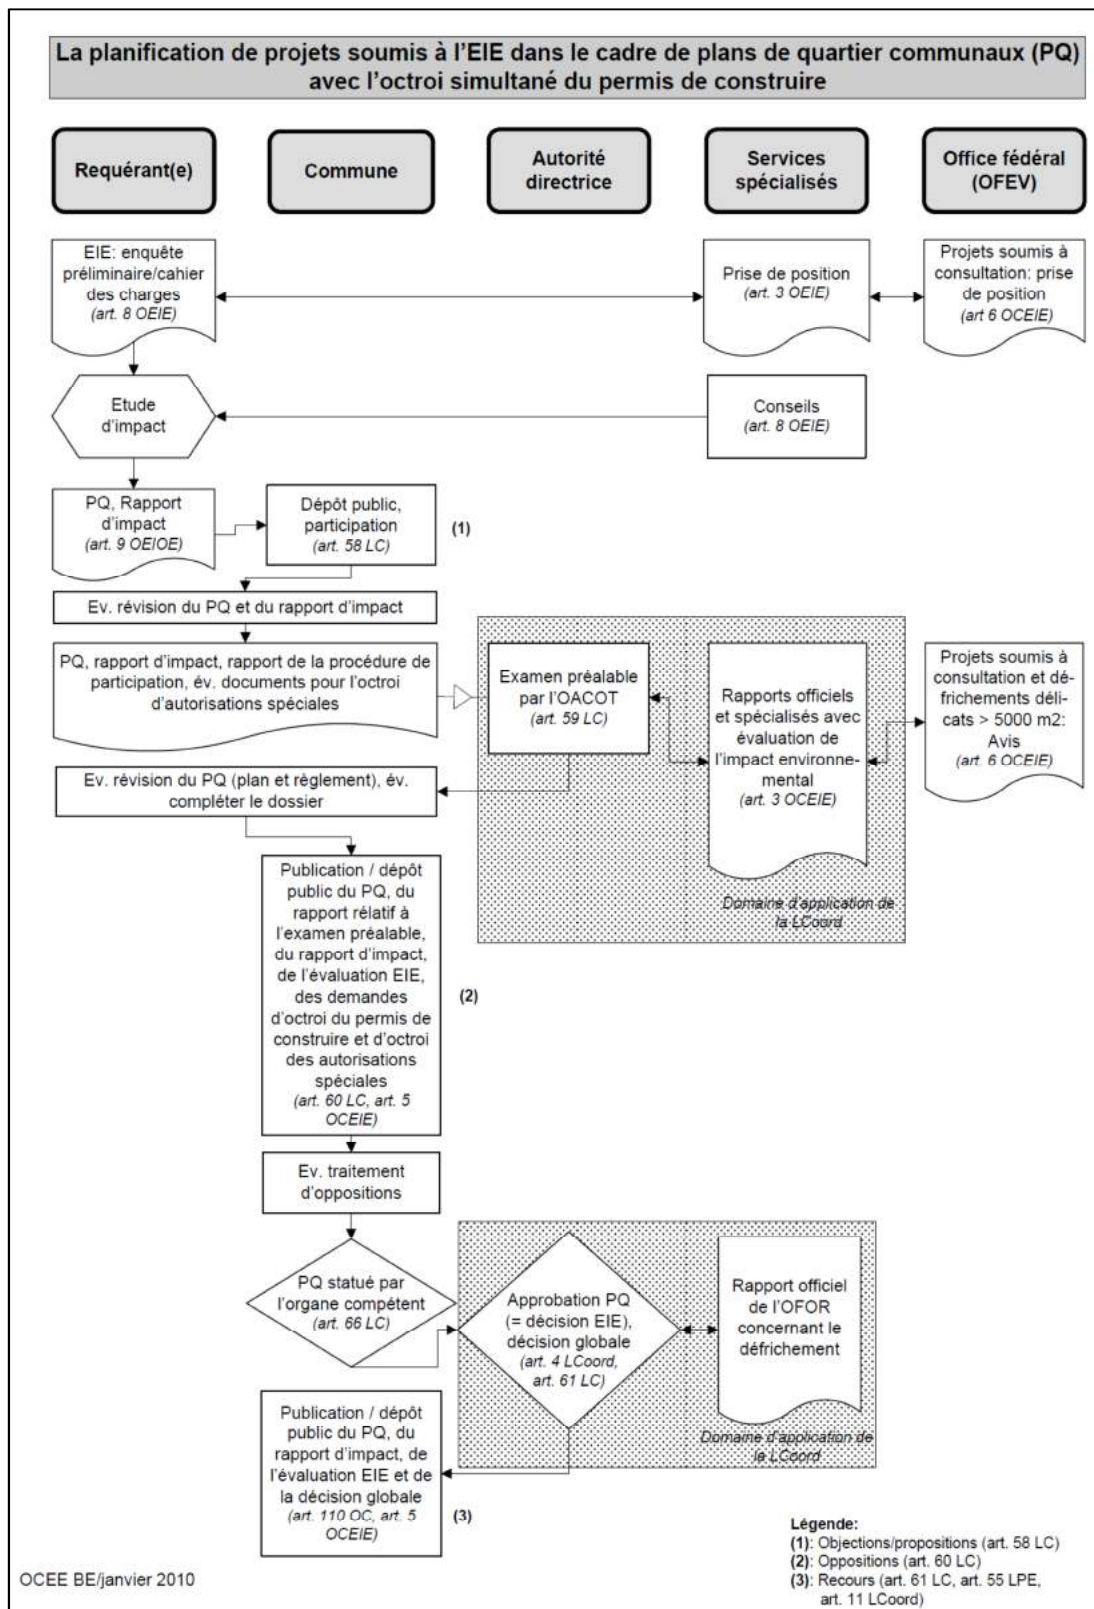 La planification de projets soumis à l'EIE dans le cadre de plans de quartier communaux (PQ)
avec l'octroi simultané du permis de construire
Requérant(e)
Commune
Autorité
directrice
Services
spécialisés
Office fédéral
(OFEV)
EIE: enquête
préliminaire/cahier
des charges
(art. 8 OEIE)
Prise de position
(art. 3 OEIE)
Projets soumis à
consultation: prise
de position
(art 6 OCEIE)
Etude
d'impact
Conseils
(art. 8 OEIE)
PQ, Rapport
d'impact
(art. 9 OEIOE)
Dépôt public,
participation
(art. 58 LC)
(1)
Ev. révision du PQ et du rapport d'impact
PQ, rapport d'impact, rapport de la procédure de
participation, év. documents pour l'octroi
d'autorisations spéciales
Examen préalable
par l'OACOT
(art. 59 LC)
Rapports officiels
et spécialisés avec
évaluation de
l'impact environne-
mental
(art. 3 OCEIE)
Projets soumis à
consultation et dé-
frichements déli-
cats > 5000 m2:
Avis
(art. 6 OCEIE)
Ev. révision du PQ (plan et règlement), év.
compléter le dossier
Domaine d'application de
la LCoord
Publication / dépôt
public du PQ, du
rapport rélatif à
l'examen préalable,
du rapport d'impact,
de l'évaluation EIE,
des demandes
d'octroi du permis de
construire et d'octroi
des autorisations
spéciales
(art. 60 LC, art. 5
OCEIE)
(2)
Ev. traitement
d'oppositions
PQ statué par
l'organe compétent
(art. 66 LC)
Approbation PQ
(= décision EIE),
décision globale
(art. 4 LCoord,
art. 61 LC)
Rapport officiel
de l'OFOR
concernant le
défrichement
Domaine d'application de
la LCoord
Publication / dépôt
public du PQ, du
rapport d'impact, de
l'évaluation EIE et de
la décision globale
(art. 110 OC, art. 5
OCEIE)
(3)
Légende:
(1): Objections/propositions (art. 58 LC)
(2): Oppositions (art. 60 LC)
(3): Recours (art. 61 LC, art. 55 LPE,
art. 11 LCoord)
OCEE BE/janvier 2010